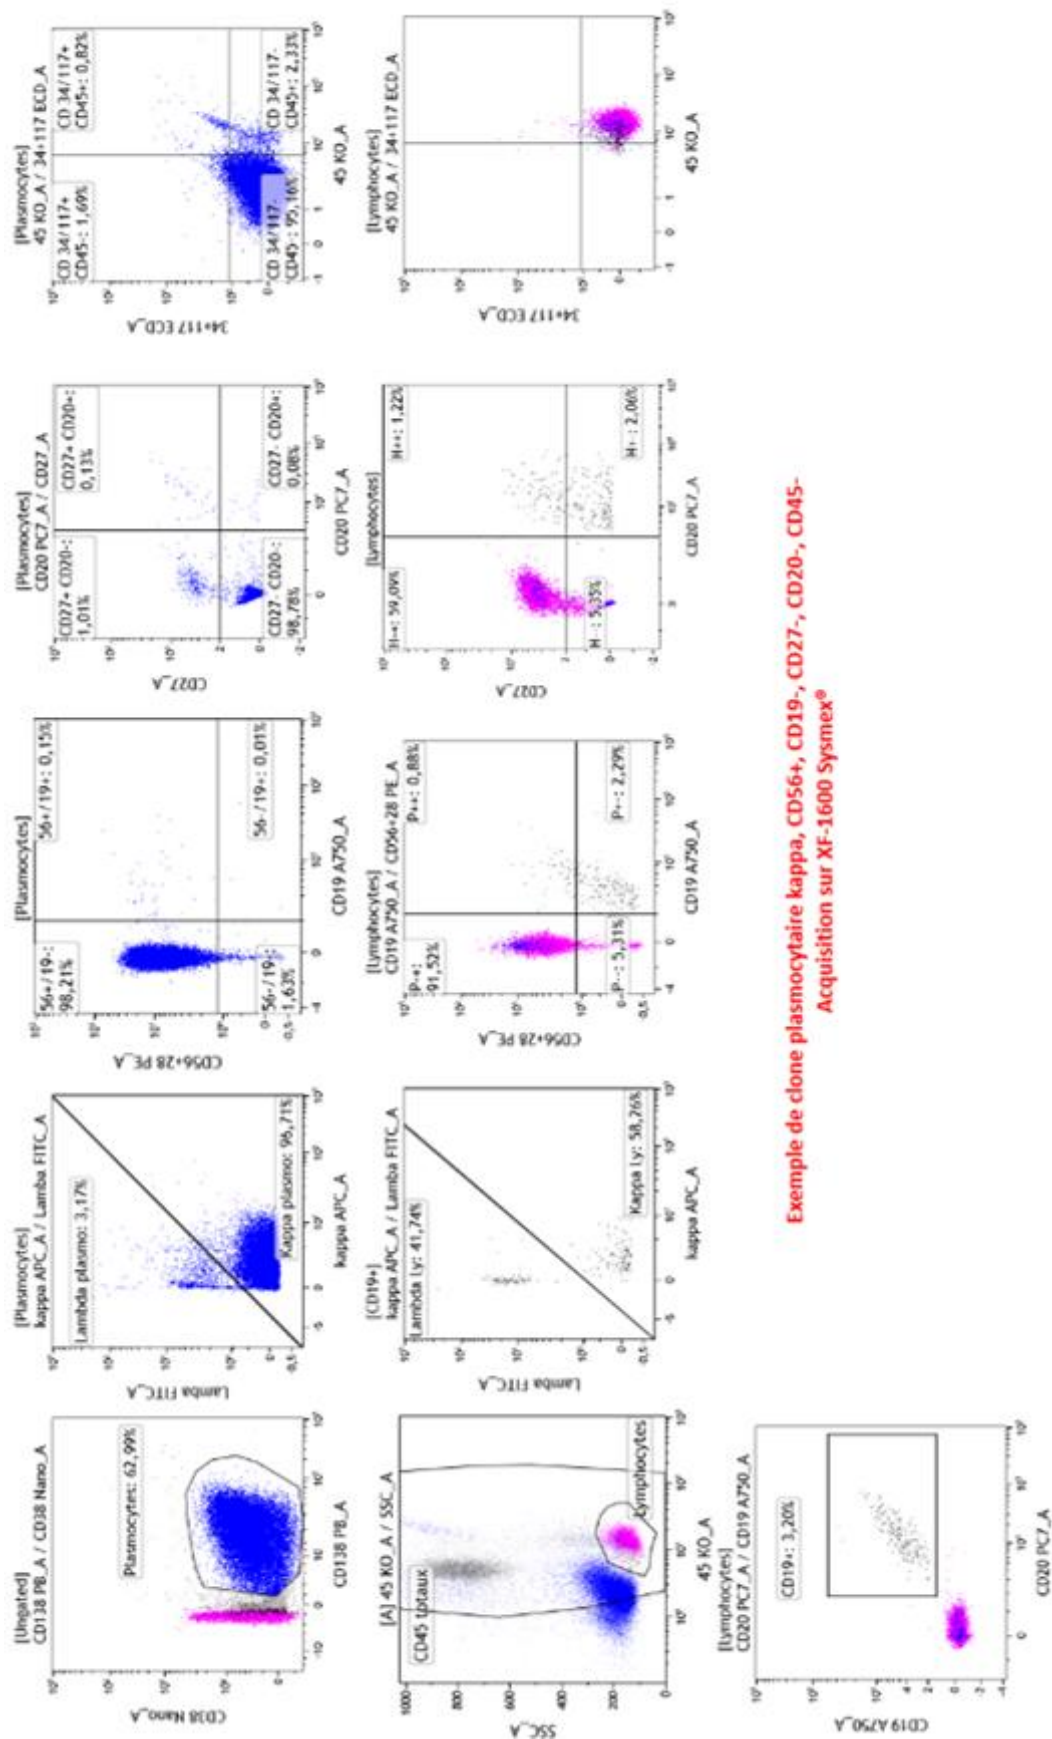 [Ungated]
CD138 PB_A / CD38 Nano_A
Plasmocytes: 62,99%
CD38 Nano_A
CD138 PB_A
[Plasmocytes]
kappa APC_A / Lamba FITC_A
Lambda plasmo: 3,17%
Kappa plasmo: 96,71%
Lamba FITC_A
kappa APC_A
[Plasmocytes]
56+/19-:
98,21%
56+/19+: 0,15%
56-/19-:
1,63%
56-/19+: 0,01%
CD56+28 PE_A
CD19 A750_A
[Plasmocytes]
CD20 PC7_A / CD27_A
CD27+ CD20-:
1,01%
CD27+ CD20+:
0,13%
CD27- CD20-:
98,78%
CD27- CD20+:
0,08%
CD27_A
CD20 PC7_A
[Plasmocytes]
45 KO_A / 34+117 ECD_A
CD 34/117+
CD45-: 1,69%
CD 34/117+
CD45+: 0,82%
CD 34/117-
CD45-: 95,16%
CD 34/117-
CD45+: 2,33%
34+117 ECD_A
45 KO_A
[A] 45 KO_A / SSC_A
CD45 totaux
Lymphocytes
SSC_A
1000
800
600
400
200
0
45 KO_A
[CD19+]
kappa APC_A / Lamba FITC_A
Lambda Ly: 41,74%
Kappa Ly: 58,26%
Lamba FITC_A
kappa APC_A
[Lymphocytes]
CD19 A750_A / CD56+28 PE_A
P-+:
91,52%
P++: 0,88%
P--: 5,31%
P+-: 2,29%
CD56+28 PE_A
CD19 A750_A
[Lymphocytes]
H++: 1,22%
H--: 5,35%
H+-: 2,06%
CD27_A
CD20 PC7_A
[Lymphocytes]
45 KO_A / 34+117 ECD_A
34+117 ECD_A
45 KO_A
[Lymphocytes]
CD20 PC7_A / CD19 A750_A
CD19+: 3,20%
CD19 A750_A
CD20 PC7_A
Exemple de clone plasmocytaire kappa, CD56+, CD19-, CD27-, CD20-, CD45-
Acquisition sur XF-1600 Sysmex®